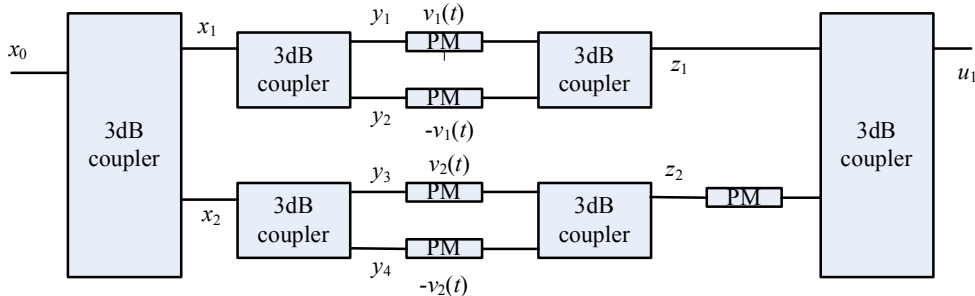 x₀
3dB
coupler
x₁
3dB
coupler
y₁
v₁(t)
PM
y₂
PM
-v₁(t)
3dB
coupler
z₁
x₂
3dB
coupler
y₃
v₂(t)
PM
y₄
PM
-v₂(t)
3dB
coupler
z₂
PM
3dB
coupler
u₁